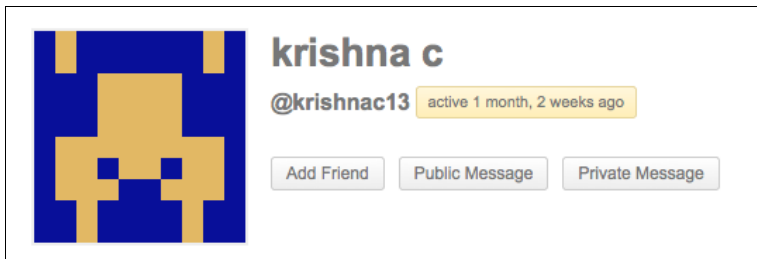 krishna c
@krishnac13 active 1 month, 2 weeks ago
Add Friend Public Message Private Message